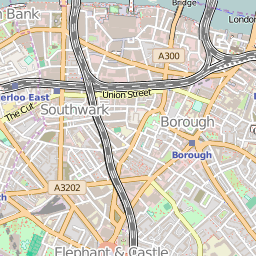 Bridge
n Bank
London
A300
Union Street
erloo East
The Cut
Southwark
Borough
Borough
A3202
Elephant & Castle